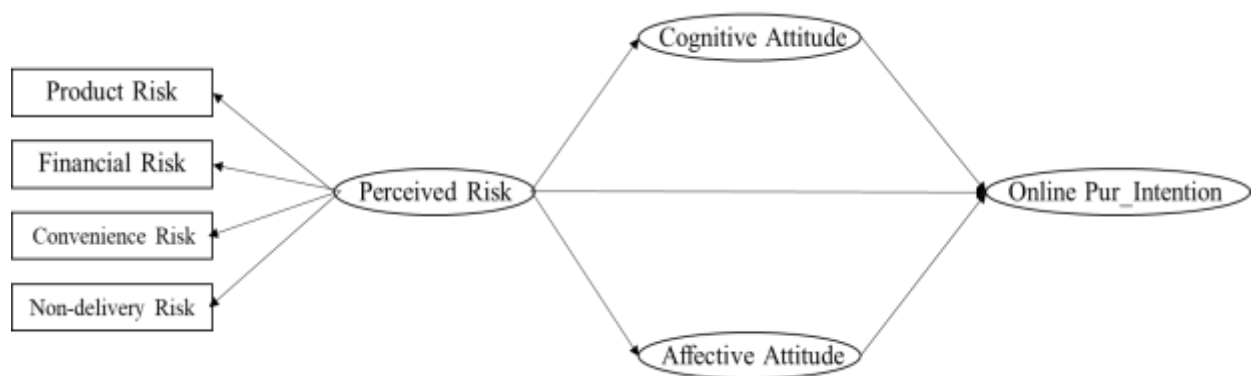 Cognitive Attitude
Product Risk
Financial Risk
Perceived Risk
Online Pur_Intention
Convenience Risk
Non-delivery Risk
Affective Attitude